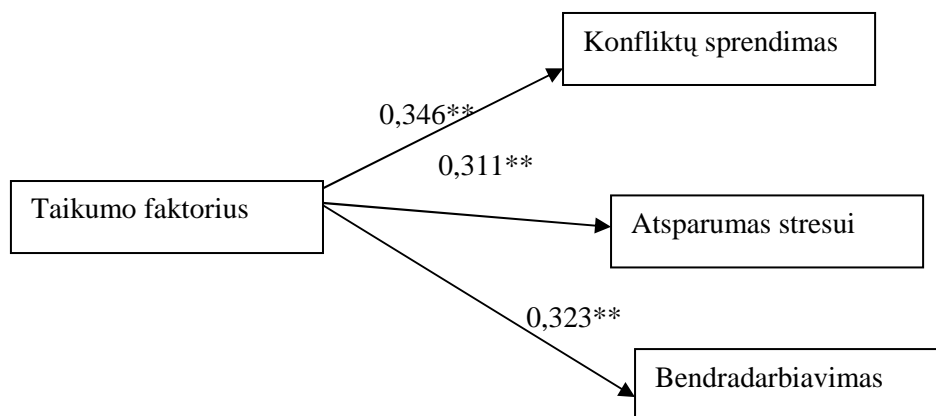 Konfliktų sprendimas
0,346**
0,311**
Taikumo faktorius
Atsparumas stresui
0,323**
Bendradarbiavimas